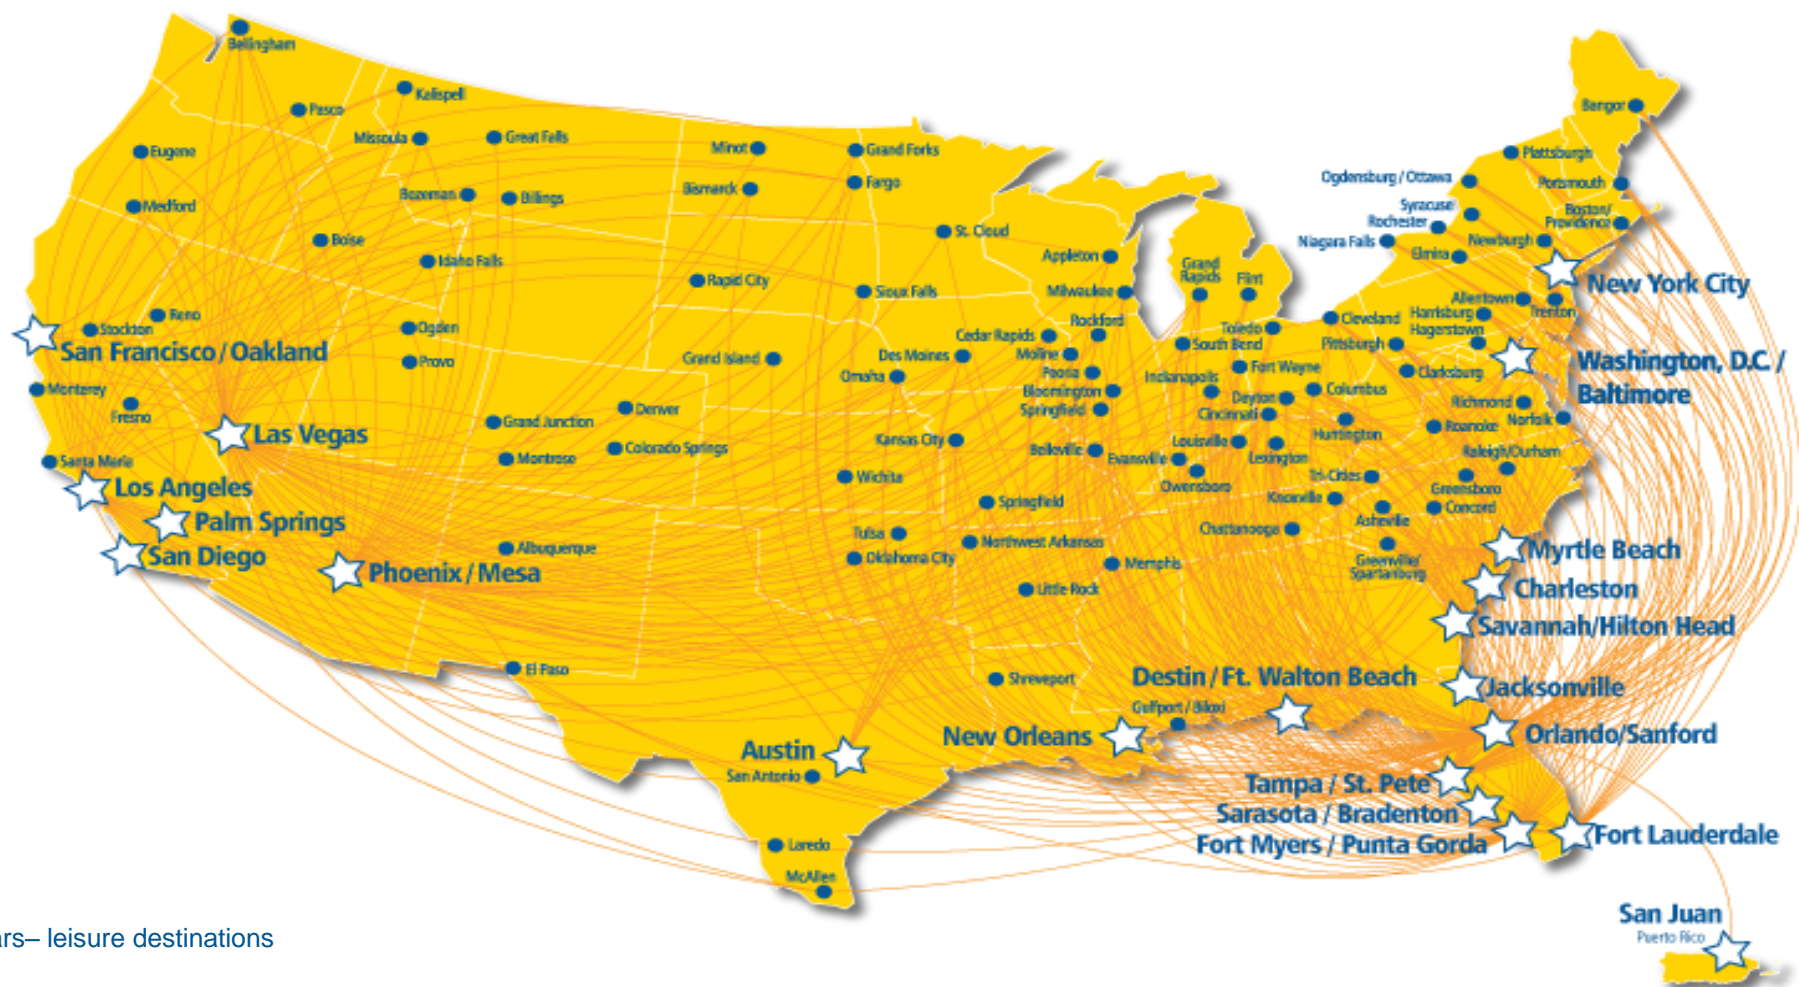 Bellingham
Kalispell
Pasco
Missoula
Great Falls
Eugene
Minot
Grand Forks
Bangor
Plattsburgh
Bozeman
Billings
Bismarck
Fargo
Ogdensburg / Ottawa
Portsmouth
Medford
Syracuse
Boston/
Providence
Rochester
Boise
St. Cloud
Niagara Falls
Newburgh
Idaho Falls
Appleton
Elmira
Grand
Rapids
Flint
Rapid City
Sioux Falls
Milwaukee
New York City
Allentown
Trenton
Reno
Stockton
Ogden
Cedar Rapids
Rockford
Toledo
Cleveland
Harrisburg
Hagerstown
San Francisco / Oakland
Provo
Grand Island
Des Moines
Moline
South Bend
Pittsburgh
Washington, D.C. /
Baltimore
Omaha
Peoria
Fort Wayne
Clarksburg
Monterey
Indianapolis
Bloomington
Columbus
Dayton
Fresno
Denver
Springfield
Cincinnati
Richmond
Norfolk
Grand Junction
Las Vegas
Kansas City
Louisville
Huntington
Roanoke
Colorado Springs
Belleville
Evansville
Lexington
Raleigh/Durham
Santa Maria
Montrose
Wichita
Owensboro
Tri-Cities
Greensboro
Los Angeles
Springfield
Knoxville
Concord
Palm Springs
Tulsa
Chattanooga
Asheville
San Diego
Albuquerque
Oklahoma City
Northwest Arkansas
Memphis
Greenville/
Spartanburg
Myrtle Beach
Phoenix / Mesa
Little Rock
Charleston
Savannah/Hilton Head
El Paso
Shreveport
Destin / Ft. Walton Beach
Jacksonville
Gulfport / Biloxi
New Orleans
Orlando/Sanford
Austin
San Antonio
Tampa / St. Pete
Sarasota / Bradenton
Fort Myers / Punta Gorda
Fort Lauderdale
Laredo
McAllen
San Juan
Puerto Rico
ars– leisure destinations